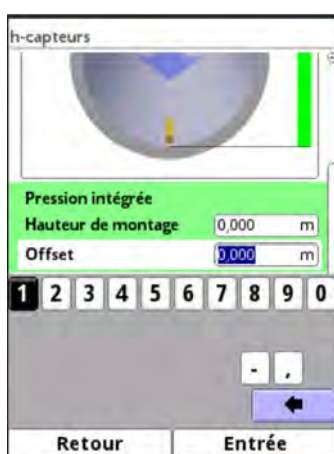 h-capteurs
Pression intégrée
Hauteur de montage 0,000 m
Offset 0,000 m
1 2 3 4 5 6 7 8 9 0
- ,
Retour Entrée